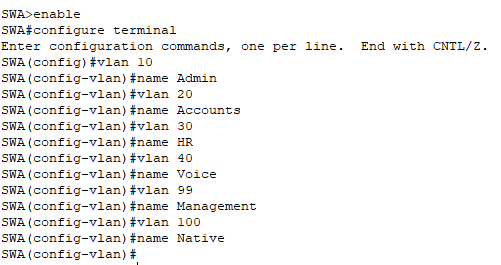 SWA>enable
SWA#configure terminal
Enter configuration commands, one per line.  End with CNTL/Z.
SWA(config)#vlan 10
SWA(config-vlan)#name Admin
SWA(config-vlan)#vlan 20
SWA(config-vlan)#name Accounts
SWA(config-vlan)#vlan 30
SWA(config-vlan)#name HR
SWA(config-vlan)#vlan 40
SWA(config-vlan)#name Voice
SWA(config-vlan)#vlan 99
SWA(config-vlan)#name Management
SWA(config-vlan)#vlan 100
SWA(config-vlan)#name Native
SWA(config-vlan)#